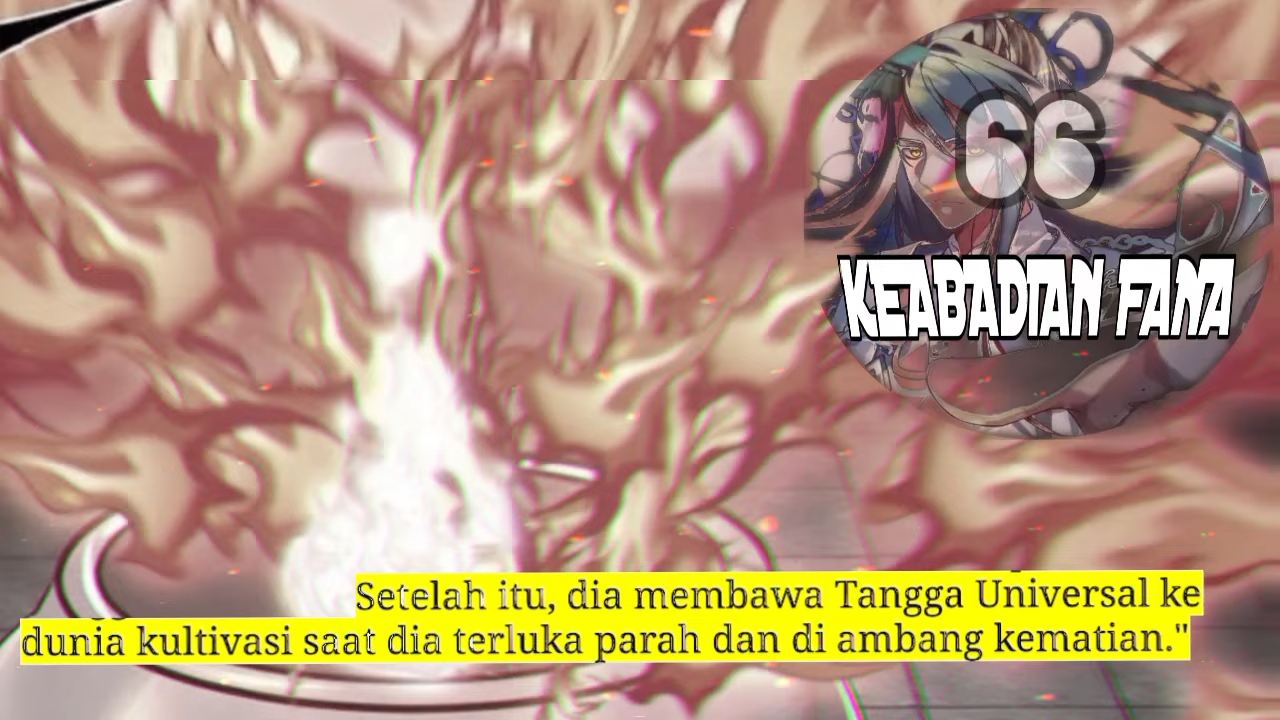 66
KEABADIAN FANA
Setelah itu, dia membawa Tangga Universal ke
dunia kultivasi saat dia terluka parah dan di ambang kematian."